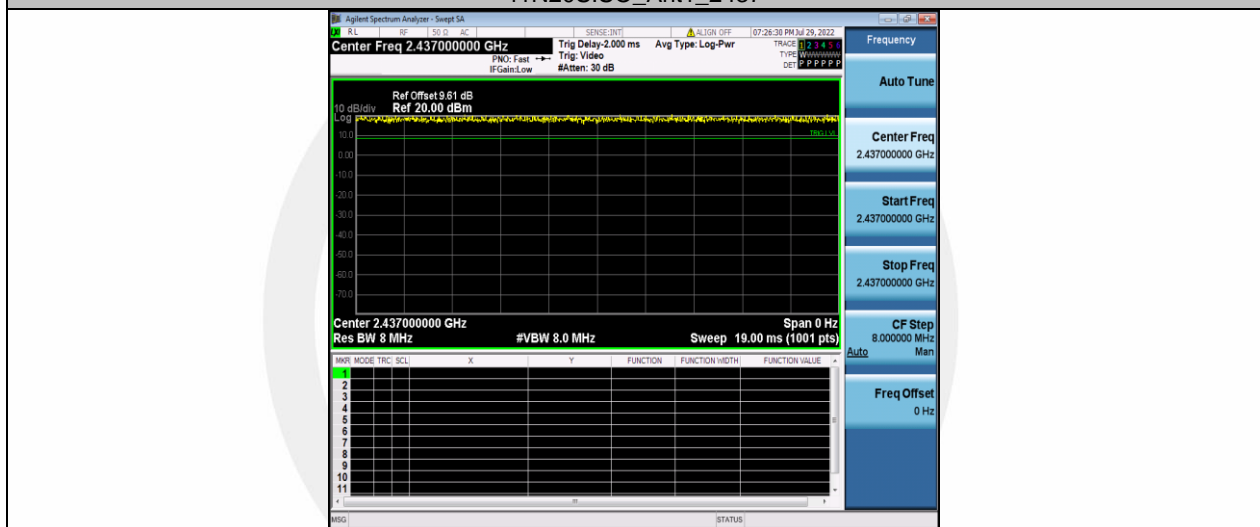 Agilent Spectrum Analyzer - Swept SA
RL RF 50 Ω AC SENSE:INT ALIGN OFF 07:26:30 PM Jul 29, 2022
Center Freq 2.437000000 GHz
PNO: Fast
IFGain:Low
Trig Delay-2.000 ms
Trig: Video
#Atten: 30 dB
Avg Type: Log-Pwr
TRACE 1 2 3 4 5 6
TYPE
DET P P P P P P
Ref Offset 9.61 dB
10 dB/div Ref 20.00 dBm
Log
10.0
TRIG LVL
0.00
-10.0
-20.0
-30.0
-40.0
-50.0
-60.0
-70.0
Center 2.437000000 GHz Span 0 Hz
Res BW 8 MHz #VBW 8.0 MHz Sweep 19.00 ms (1001 pts)
MKR MODE TRC SCL X Y FUNCTION FUNCTION WIDTH FUNCTION VALUE
1
2
3
4
5
6
7
8
9
10
11
MSG STATUS
Frequency
Auto Tune
Center Freq
2.437000000 GHz
Start Freq
2.437000000 GHz
Stop Freq
2.437000000 GHz
CF Step
8.000000 MHz
Auto Man
Freq Offset
0 Hz